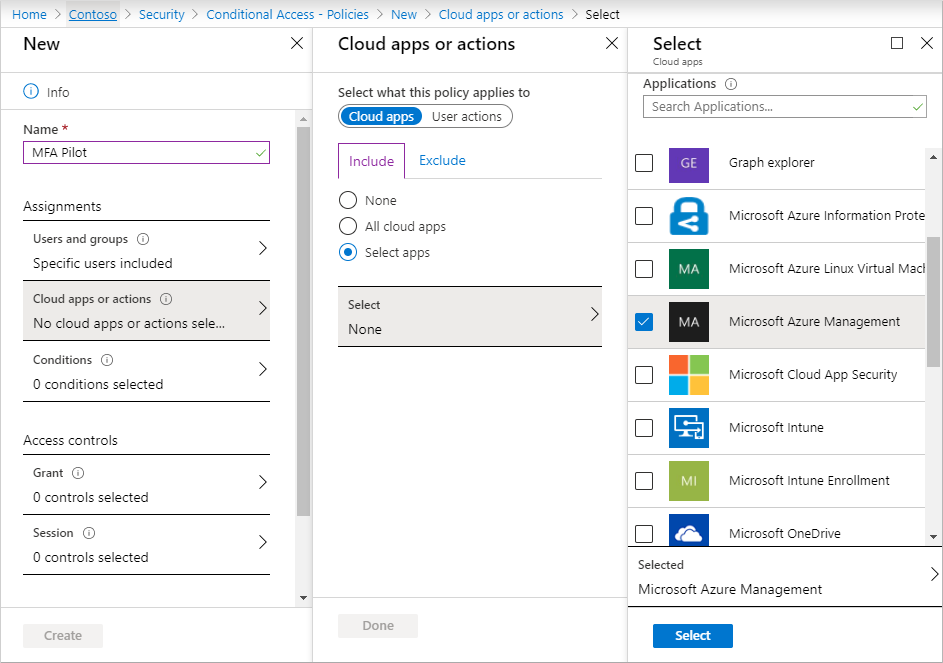 Home > Contoso > Security > Conditional Access - Policies > New > Cloud apps or actions > Select
New
Info
Name *
MFA Pilot
Assignments
Users and groups
Specific users included
Cloud apps or actions
No cloud apps or actions sele...
Conditions
0 conditions selected
Access controls
Grant
0 controls selected
Session
0 controls selected
Create
Cloud apps or actions
Select what this policy applies to
Cloud apps User actions
Include Exclude
None
All cloud apps
Select apps
Select
None
Done
Select
Cloud apps
Applications
Search Applications...
GE Graph explorer
Microsoft Azure Information Prote
MA Microsoft Azure Linux Virtual Mach
MA Microsoft Azure Management
Microsoft Cloud App Security
Microsoft Intune
MI Microsoft Intune Enrollment
Microsoft OneDrive
Selected
Microsoft Azure Management
Select